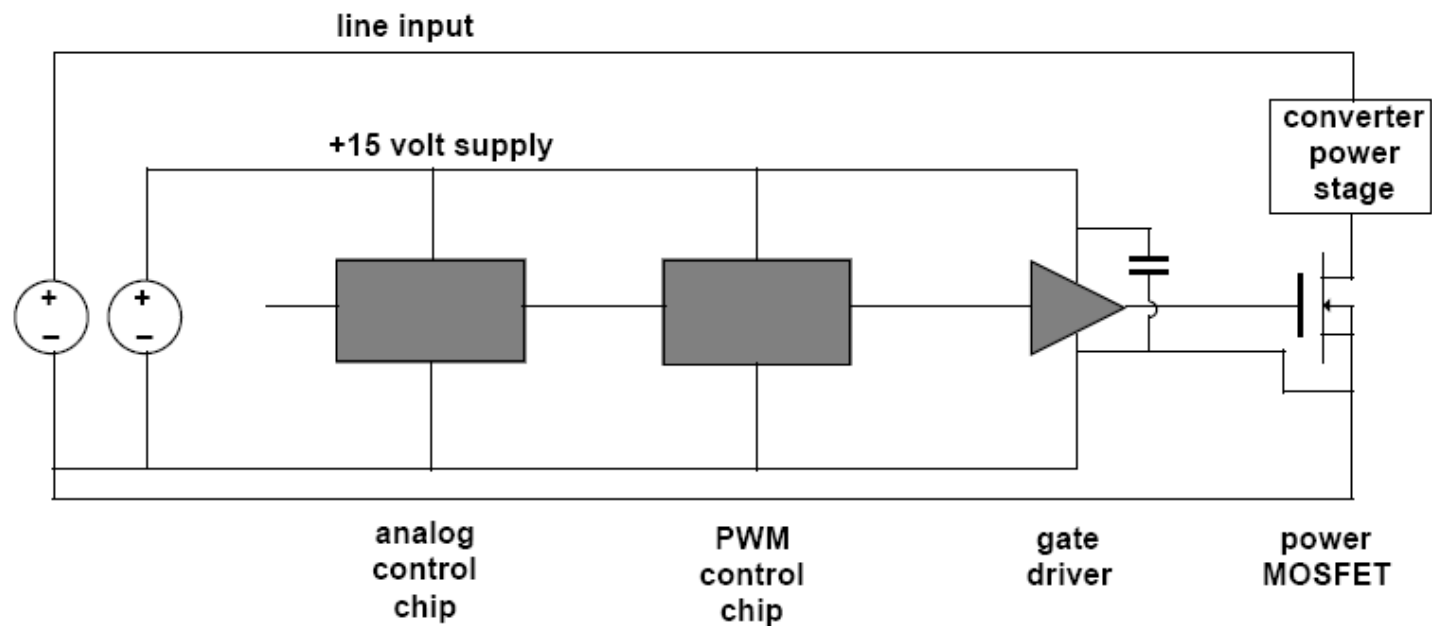 line input
+15 volt supply
converter
power
stage
+
−
+
−
analog
control
chip
PWM
control
chip
gate
driver
power
MOSFET